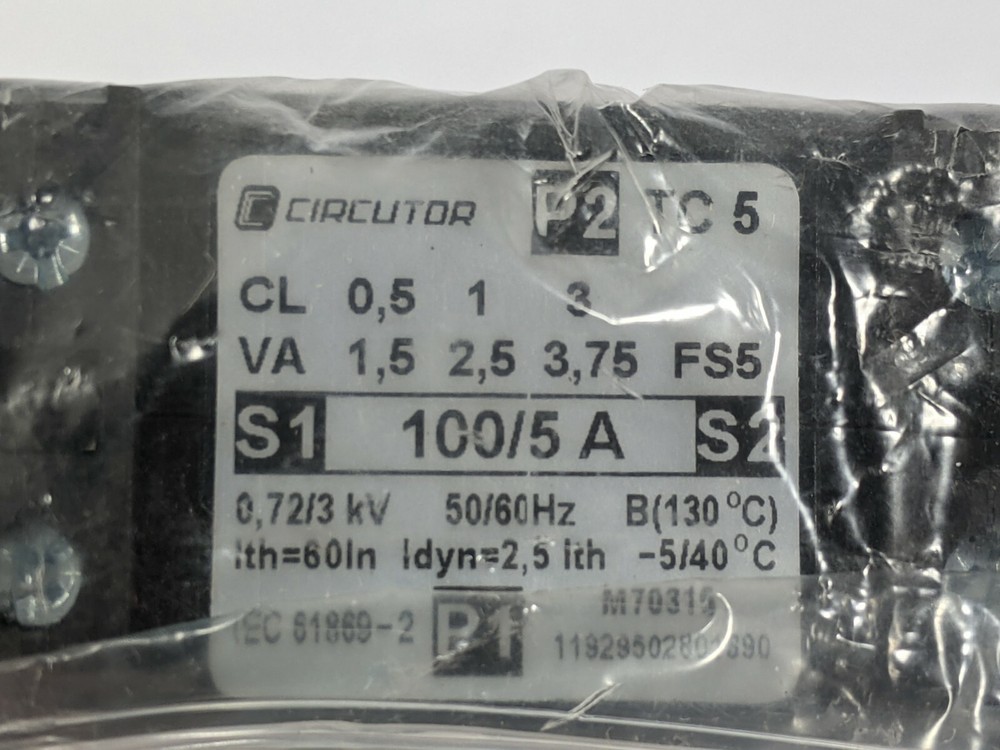 CIRCUTOR P2 TC 5
CL 0,5 1 3
VA 1,5 2,5 3,75 FS5
S1 100/5 A S2
0,72/3 kV 50/60Hz B(130°C)
Ith=60In Idyn=2,5 Ith -5/40°C
IEC 61869-2 P1